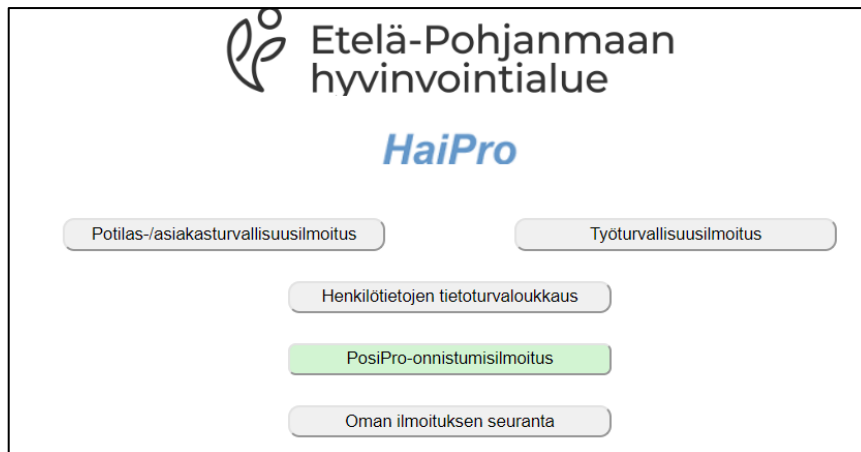 Etelä-Pohjanmaan
hyvinvointialue
HaiPro
Potilas-/asiakasturvallisuusilmoitus
Työturvallisuusilmoitus
Henkilötietojen tietoturvaloukkaus
PosiPro-onnistumisilmoitus
Oman ilmoituksen seuranta